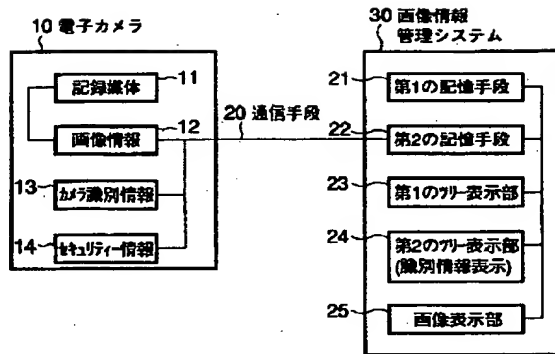 10 電子カメラ
11
記録媒体
12
画像情報
13
カメラ識別情報
14
セキュリティー情報
20 通信手段
30 画像情報
管理システム
21
第1の記憶手段
22
第2の記憶手段
23
第1のツリー表示部
24
第2のツリー表示部
(識別情報表示)
25
画像表示部